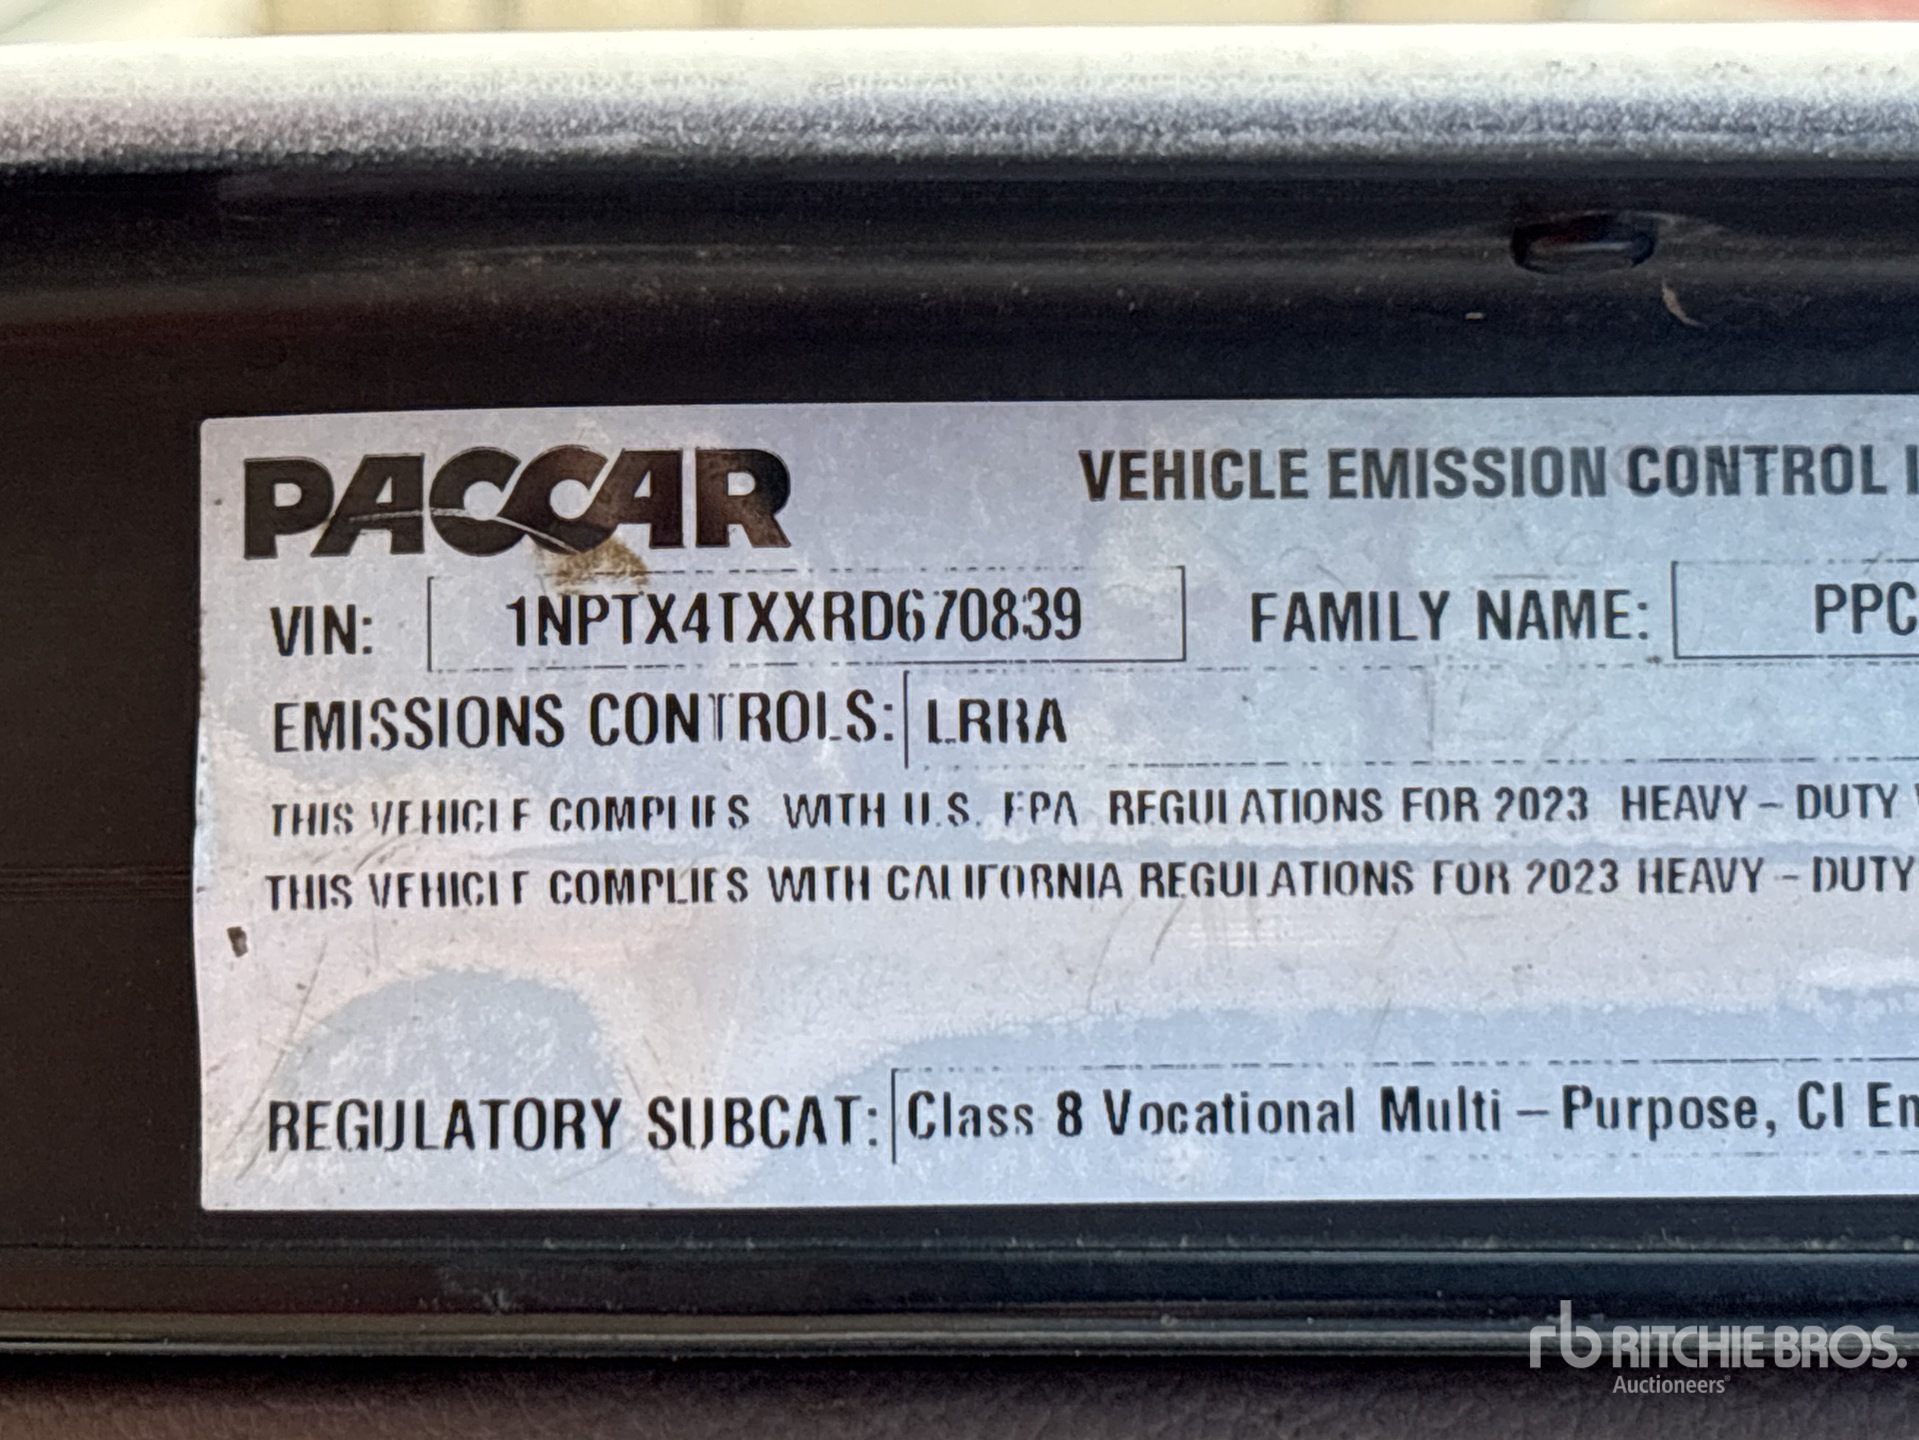 PACCAR VEHICLE EMISSION CONTROL I
VIN: 1NPTX4TXXRD670839 FAMILY NAME: PPC
EMISSIONS CONTROLS: LRRA
THIS VEHICLE COMPLIES WITH U.S. EPA REGULATIONS FOR 2023 HEAVY – DUTY
THIS VEHICLE COMPLIES WITH CALIFORNIA REGULATIONS FOR 2023 HEAVY – DUTY
REGULATORY SUBCAT: Class 8 Vocational Multi – Purpose, CI En
rb RITCHIE BROS.
Auctioneers